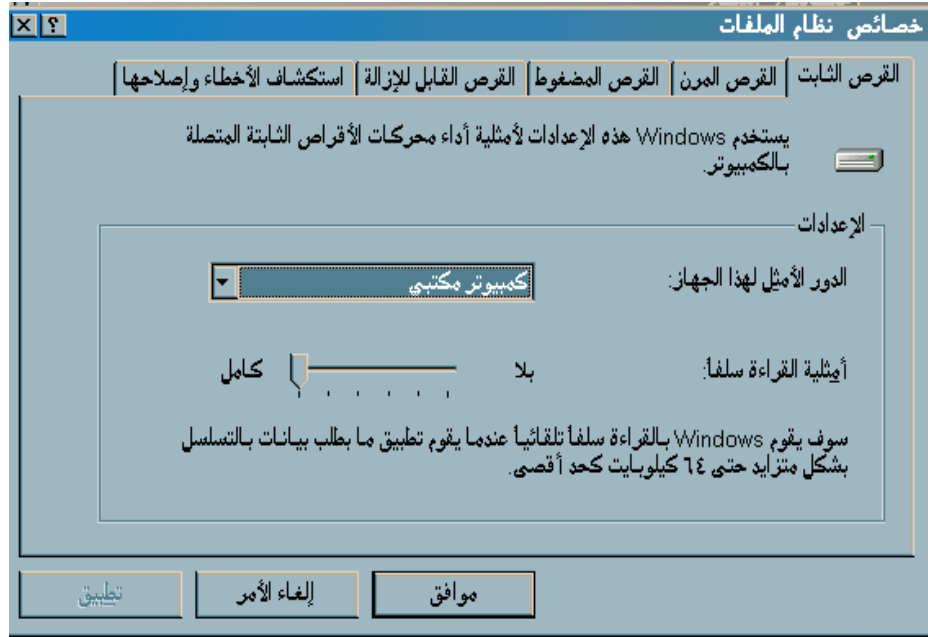 خصائص نظام الملفات
القرص الثابت القرص المرن القرص المضغوط القرص القابل للإزالة استكشاف الأخطاء وإصلاحها
يستخدم Windows هذه الإعدادات لأمثلية أداء محركات الأقراص الثابتة المتصلة
بالكمبيوتر.
الإعدادات
الدور الأمثل لهذا الجهاز: كمبيوتر مكتبي
أمثلية القراءة سلفاً: بلا كامل
سوف يقوم Windows بالقراءة سلفاً تلقائياً عندما يقوم تطبيق ما بطلب بيانات بالتسلسل
بشكل متزايد حتى ٦٤ كيلوبايت كحد أقصى.
موافق إلغاء الأمر تطبيق